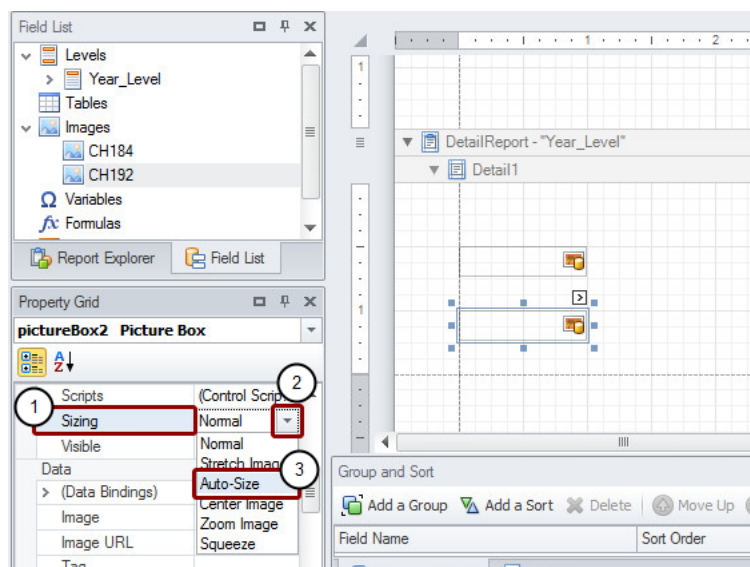 Field List
Levels
Year_Level
Tables
Images
CH184
CH192
Ω Variables
fx Formulas
Report Explorer Field List
Property Grid
pictureBox2 Picture Box
A
Z
1
2
3
Scripts (Control Scrip
Sizing Normal
Visible Normal
Stretch Imag
Data
Auto-Size
> (Data Bindings)
Center Image
Image
Zoom Image
Image URL
Squeeze
Tag
1 2
1
DetailReport - "Year_Level"
Detail1
1
Group and Sort
Add a Group Add a Sort Delete Move Up
Field Name Sort Order